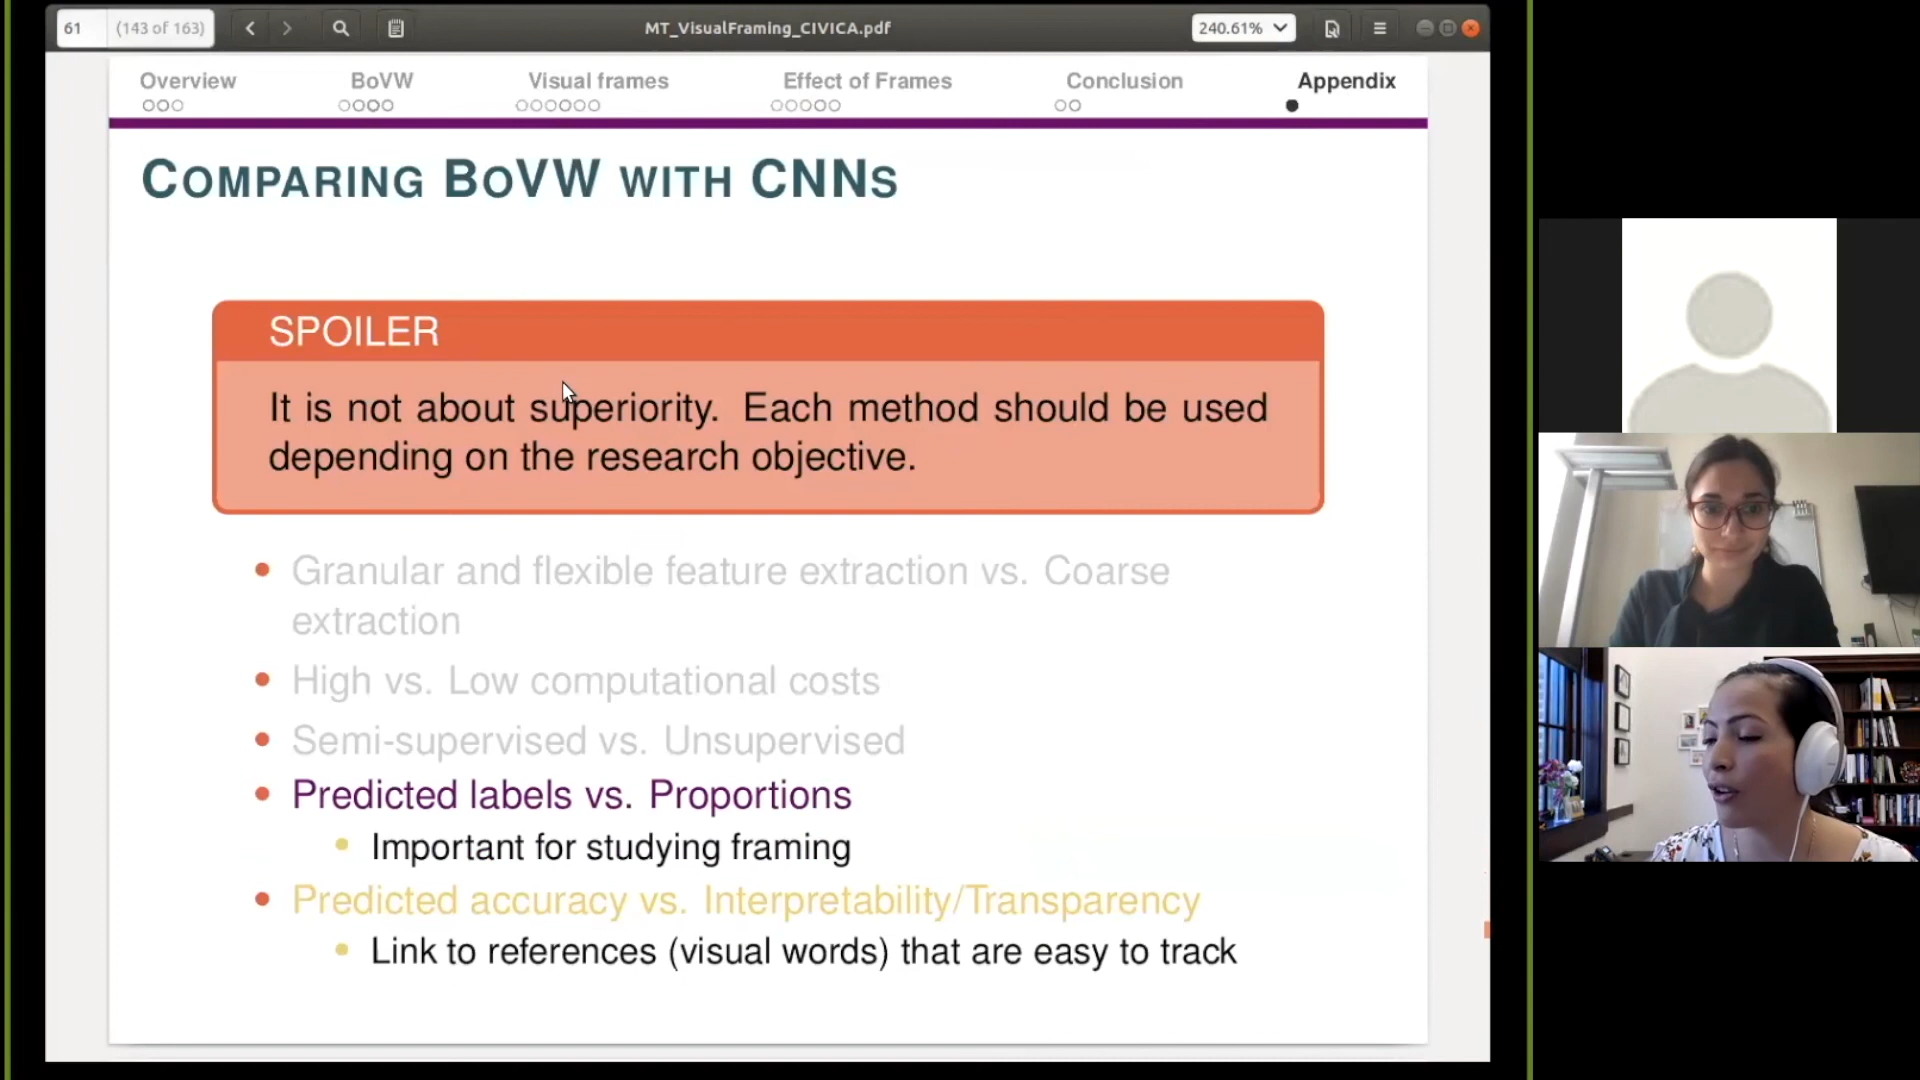 61 (143 of 163)
MT_VisualFraming_CIVICA.pdf
240.61%
Overview BoVW Visual frames Effect of Frames Conclusion Appendix
COMPARING BOVW WITH CNNS
SPOILER
It is not about superiority. Each method should be used
depending on the research objective.
• Granular and flexible feature extraction vs. Coarse
extraction
• High vs. Low computational costs
• Semi-supervised vs. Unsupervised
• Predicted labels vs. Proportions
• Important for studying framing
• Predicted accuracy vs. Interpretability/Transparency
• Link to references (visual words) that are easy to track